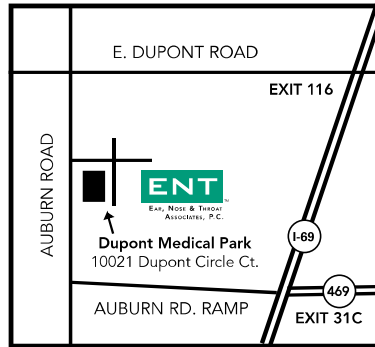 E. DUPONT ROAD
EXIT 116
AUBURN ROAD
ENT™
EAR, NOSE & THROAT
ASSOCIATES, P.C.
Dupont Medical Park
10021 Dupont Circle Ct.
I-69
469
AUBURN RD. RAMP
EXIT 31C